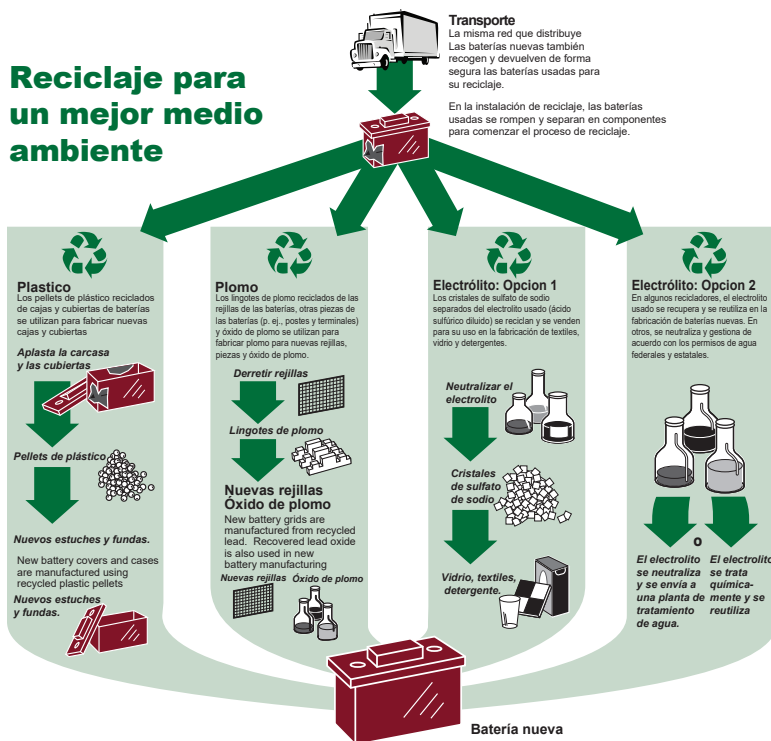 Reciclaje para
un mejor medio
ambiente
Transporte
La misma red que distribuye
Las baterías nuevas también
recogen y devuelven de forma
segura las baterías usadas para
su reciclaje.
En la instalación de reciclaje, las baterías
usadas se rompen y separan en componentes
para comenzar el proceso de reciclaje.
Plastico
Los pellets de plástico reciclados
de cajas y cubiertas de baterías
se utilizan para fabricar nuevas
cajas y cubiertas
Aplasta la carcasa
y las cubiertas
Pellets de plástico
Nuevos estuches y fundas.
New battery covers and cases
are manufactured using
recycled plastic pellets
Nuevos estuches
y fundas.
Plomo
Los lingotes de plomo reciclados de las
rejillas de las baterías, otras piezas de
las baterías (p. ej., postes y terminales)
y óxido de plomo se utilizan para
fabricar plomo para nuevas rejillas,
piezas y óxido de plomo.
Derretir rejillas
Lingotes de plomo
Nuevas rejillas
Óxido de plomo
New battery grids are
manufactured from recycled
lead. Recovered lead oxide
is also used in new
battery manufacturing
Nuevas rejillas Óxido de plomo
Electrólito: Opcion 1
Los cristales de sulfato de sodio
separados del electrolito usado (ácido
sulfúrico diluido) se reciclan y se venden
para su uso en la fabricación de textiles,
vidrio y detergentes.
Neutralizar el
electrolito
Cristales
de sulfato
de sodio
Vidrio, textiles,
detergente.
Electrólito: Opcion 2
En algunos recicladores, el electrolito
usado se recupera y se reutiliza en la
fabricación de baterías nuevas. En
otros, se neutraliza y gestiona de
acuerdo con los permisos de agua
federales y estatales.
o
El electrolito
se neutraliza
y se envía a
una planta de
tratamiento
de agua.
El electrolito
se trata
química-
mente y se
reutiliza
Batería nueva